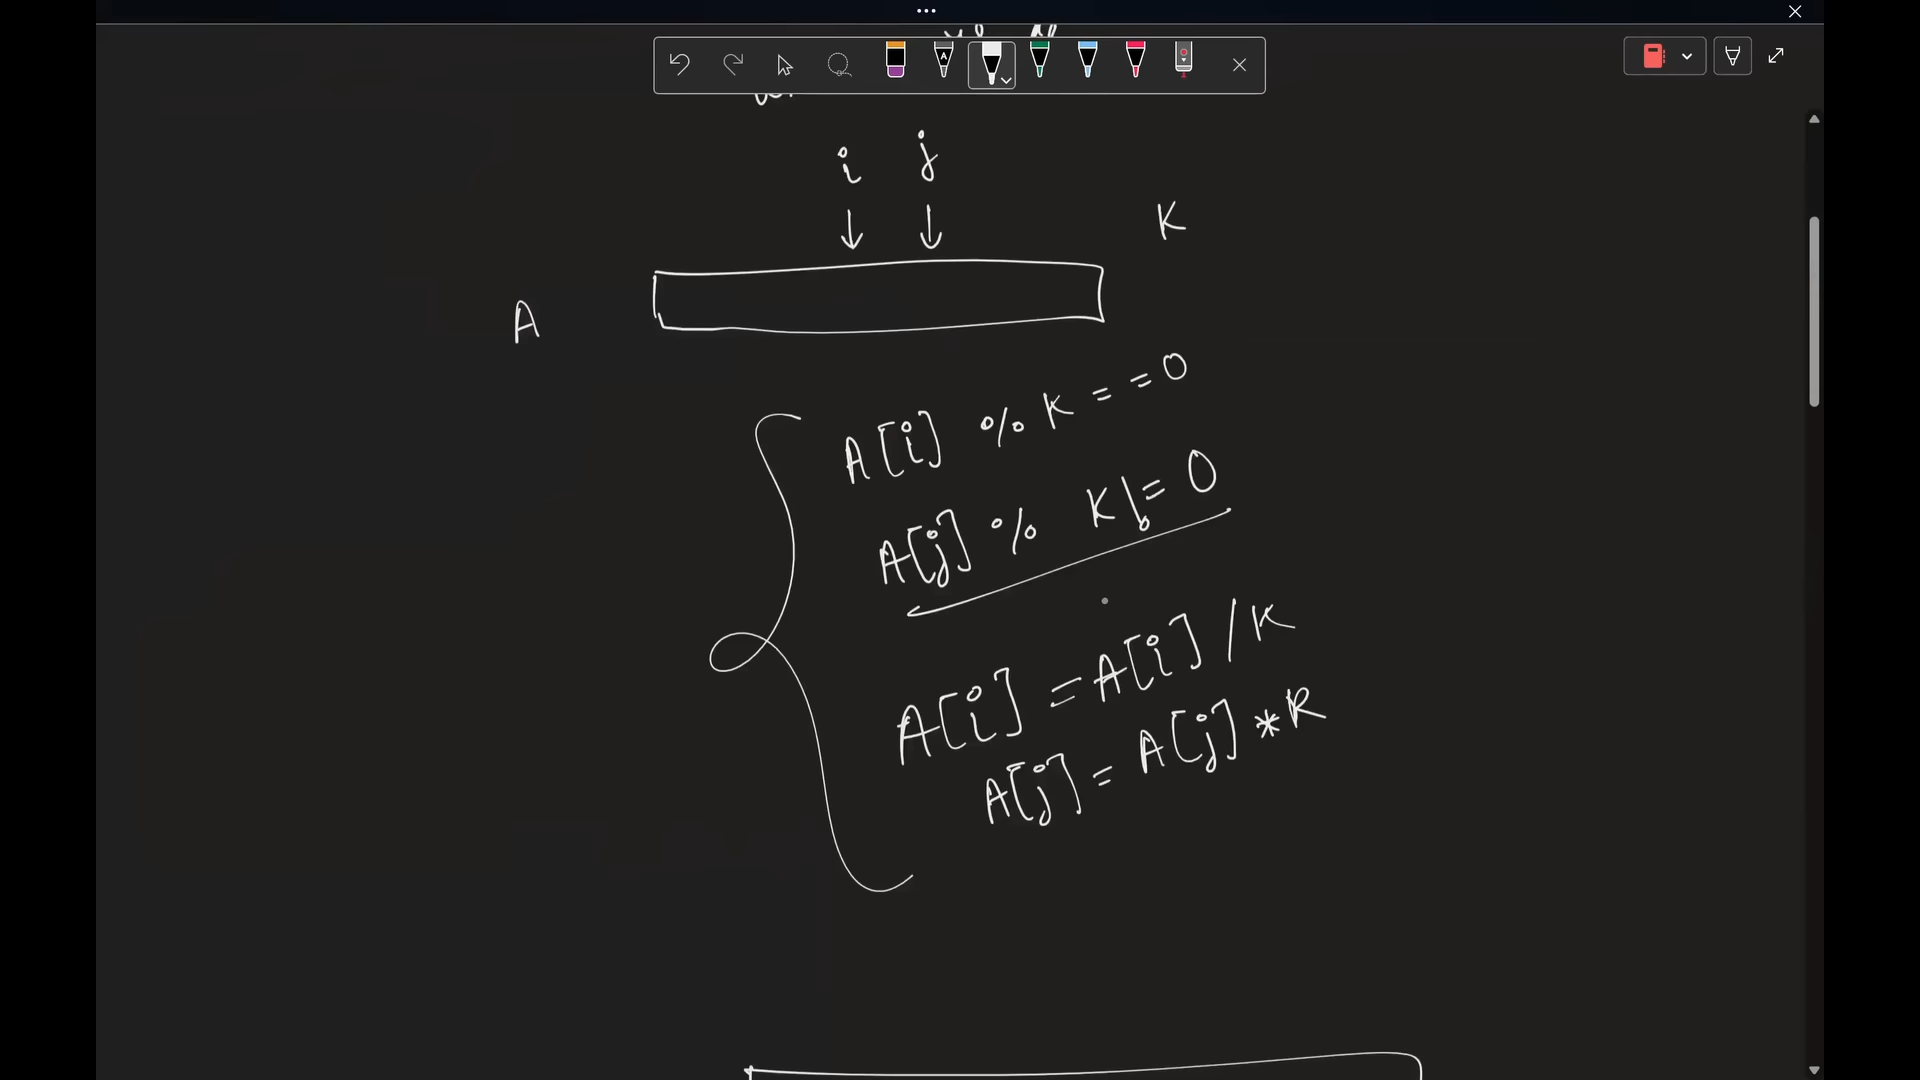 i j
K
A
A[i] % K = = 0
A[j] % K != 0
A[i] = A[i] / K
A[j] = A[j] * K